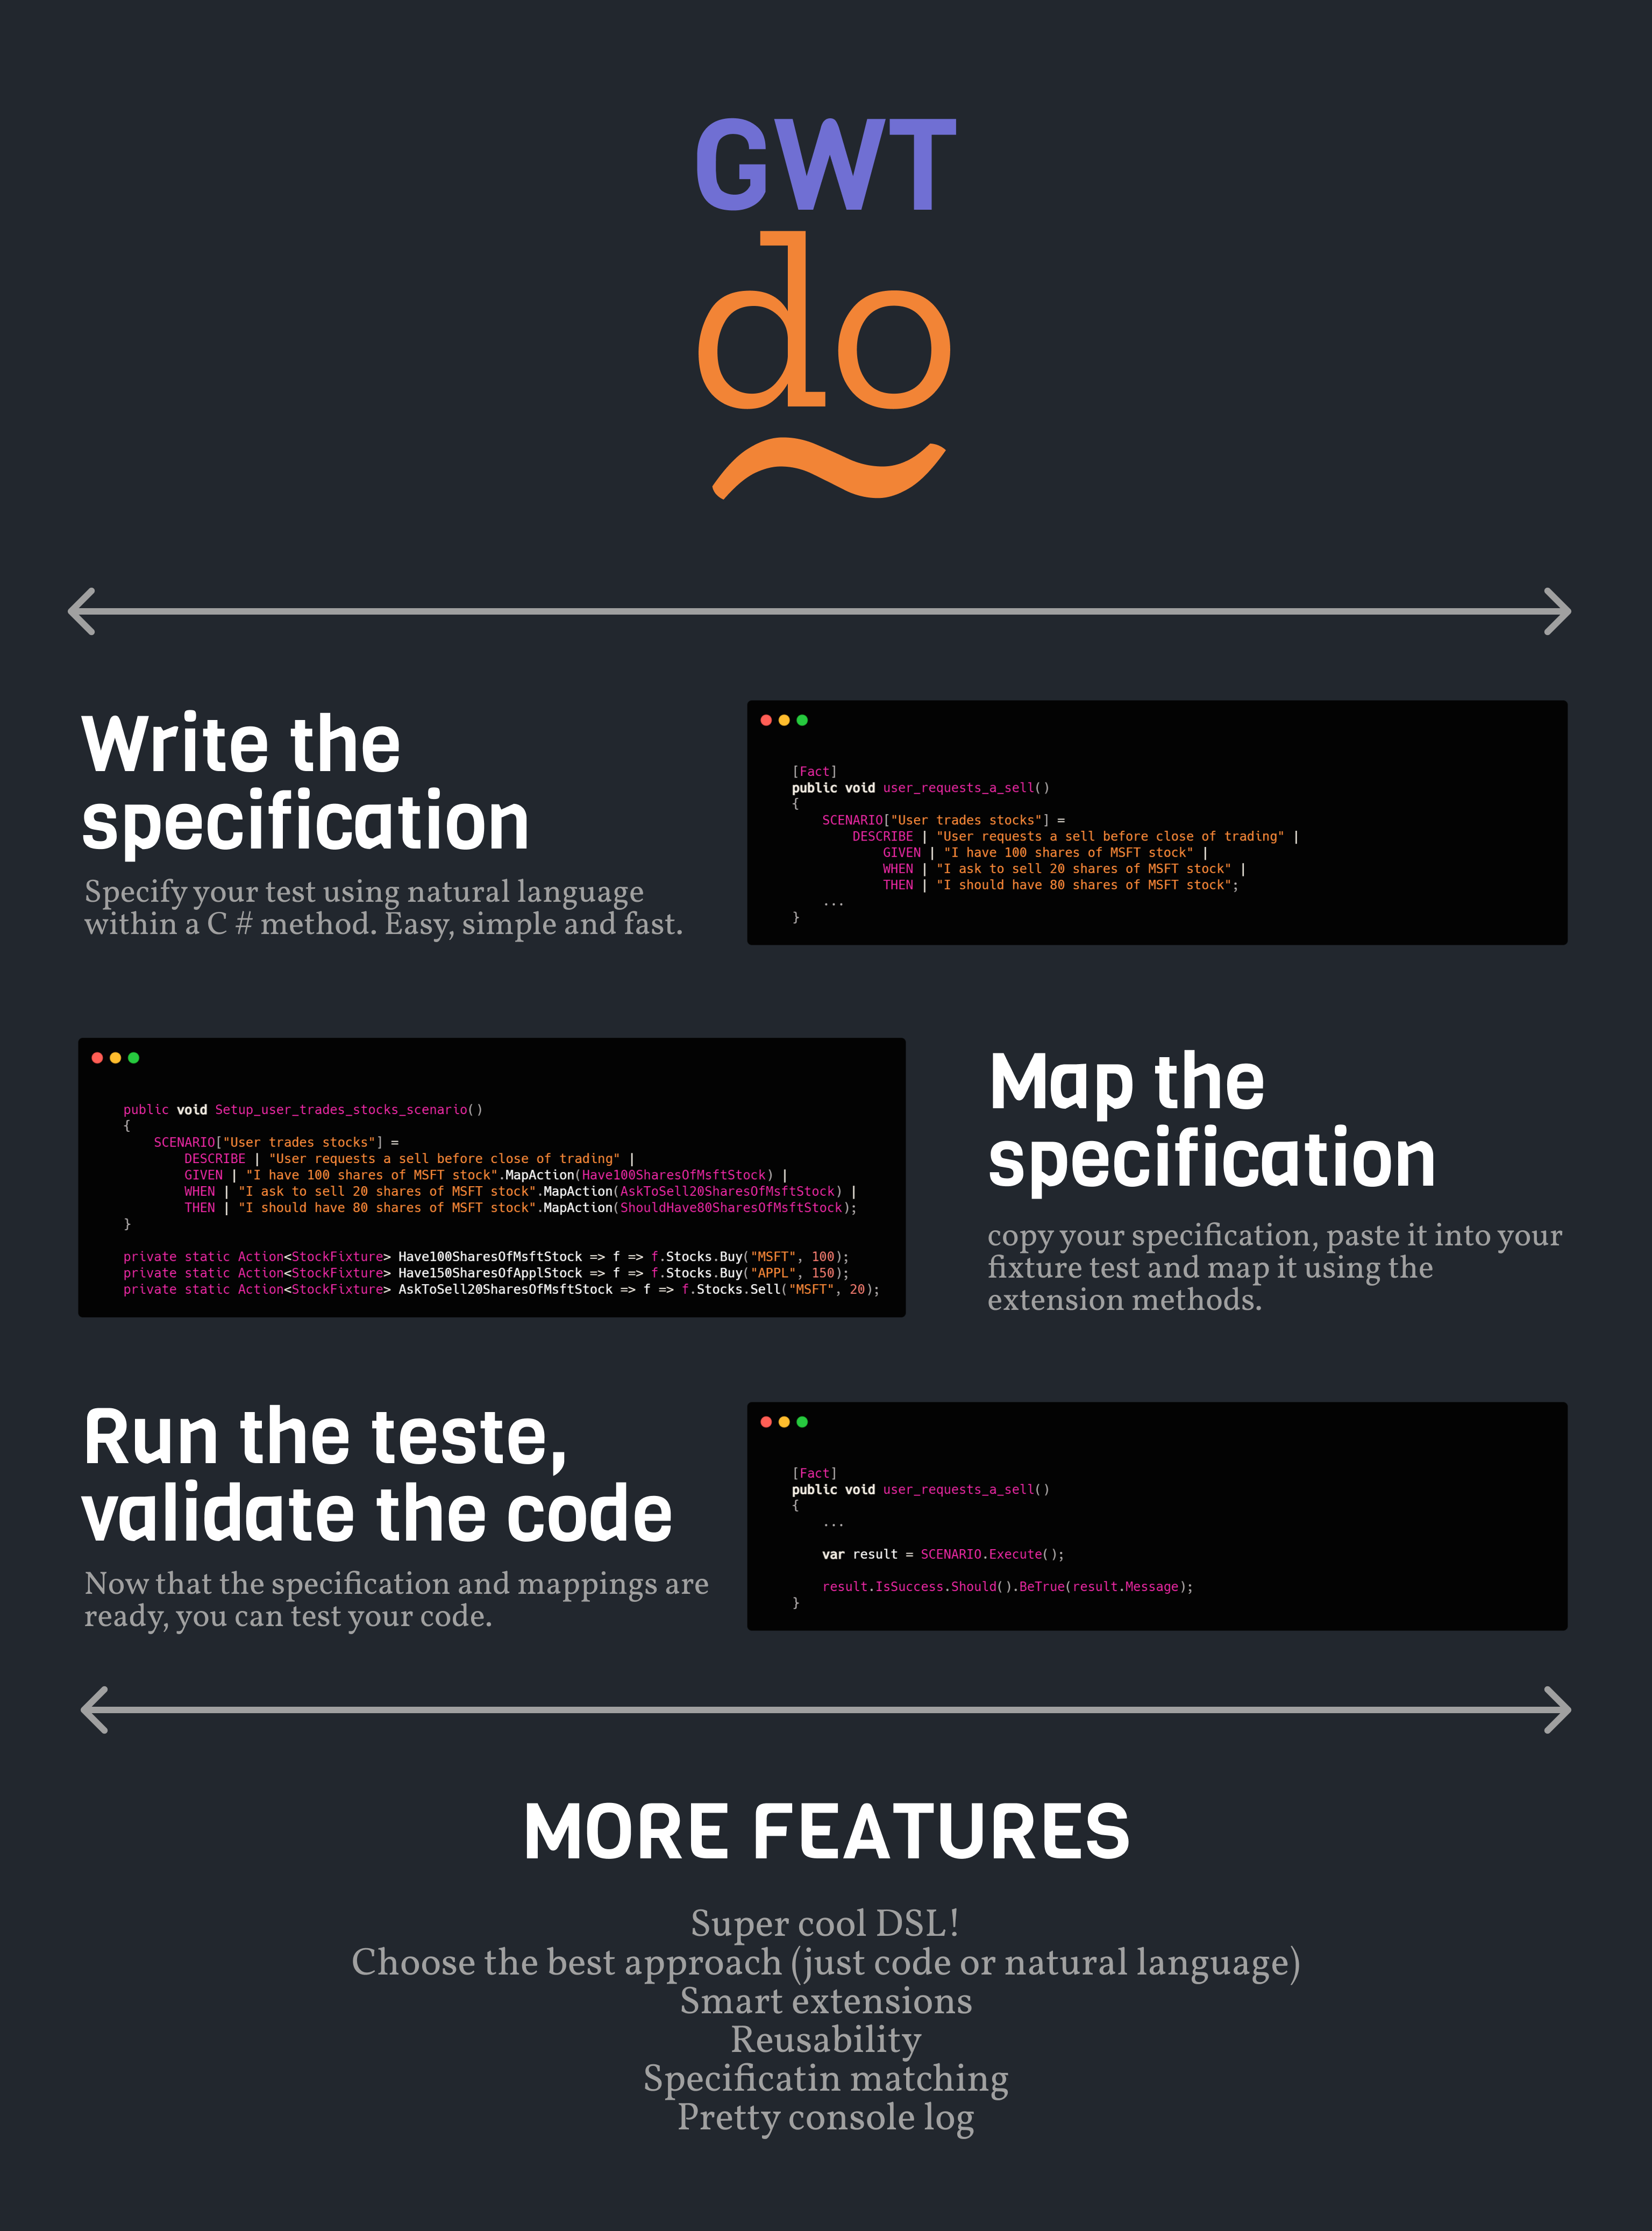 GWT
do
Write the
specification
Specify your test using natural language
within a C # method. Easy, simple and fast.
[Fact]
public void user_requests_a_sell()
{
    SCENARIO["User trades stocks"] =
        DESCRIBE | "User requests a sell before close of trading" |
            GIVEN | "I have 100 shares of MSFT stock" |
            WHEN | "I ask to sell 20 shares of MSFT stock" |
            THEN | "I should have 80 shares of MSFT stock";
    ...
}
public void Setup_user_trades_stocks_scenario()
{
    SCENARIO["User trades stocks"] =
        DESCRIBE | "User requests a sell before close of trading" |
        GIVEN | "I have 100 shares of MSFT stock".MapAction(Have100SharesOfMsftStock) |
        WHEN | "I ask to sell 20 shares of MSFT stock".MapAction(AskToSell20SharesOfMsftStock) |
        THEN | "I should have 80 shares of MSFT stock".MapAction(ShouldHave80SharesOfMsftStock);
}
private static Action<StockFixture> Have100SharesOfMsftStock => f => f.Stocks.Buy("MSFT", 100);
private static Action<StockFixture> Have150SharesOfApplStock => f => f.Stocks.Buy("APPL", 150);
private static Action<StockFixture> AskToSell20SharesOfMsftStock => f => f.Stocks.Sell("MSFT", 20);
Map the
specification
copy your specification, paste it into your
fixture test and map it using the
extension methods.
Run the teste,
validate the code
Now that the specification and mappings are
ready, you can test your code.
[Fact]
public void user_requests_a_sell()
{
    ...
    var result = SCENARIO.Execute();
    result.IsSuccess.Should().BeTrue(result.Message);
}
MORE FEATURES
Super cool DSL!
Choose the best approach (just code or natural language)
Smart extensions
Reusability
Specificatin matching
Pretty console log